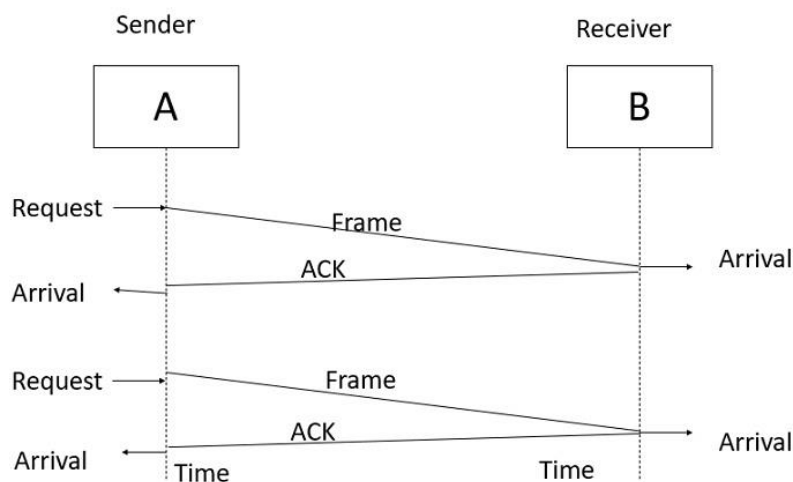 Sender
Receiver
A
B
Request
Frame
Arrival
ACK
Arrival
Request
Frame
ACK
Arrival
Arrival
Time
Time